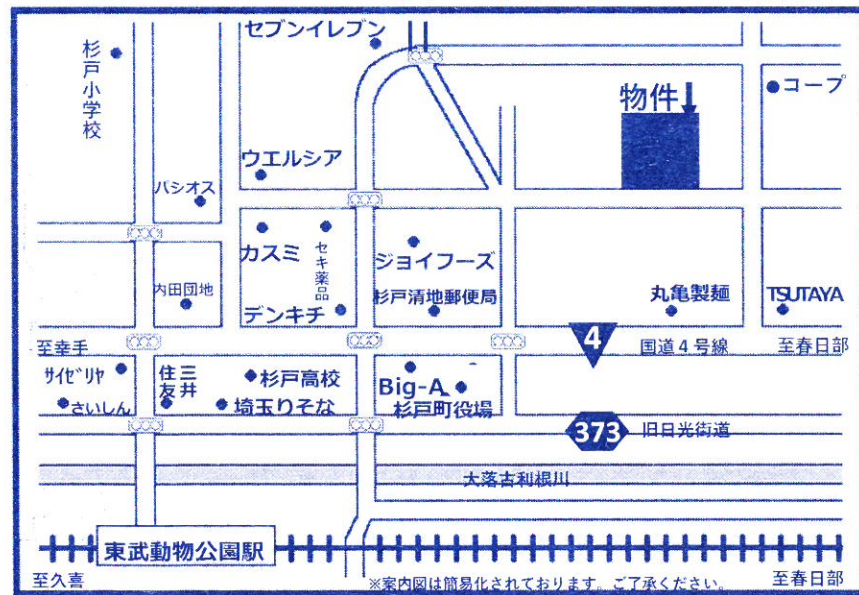 セブンイレブン
杉戸小学校
コープ
物件
ウエルシア
パシオス
カスミ
セキ薬品
ジョイフーズ
内田団地
デンキチ
杉戸清地郵便局
丸亀製麺
TSUTAYA
至幸手
4
国道4号線
至春日部
サイゼリヤ
住友
三井
杉戸高校
Big-A
さいしん
埼玉りそな
杉戸町役場
373
旧日光街道
大落古利根川
東武動物公園駅
至久喜
※案内図は簡易化されております。ご了承ください。
至春日部